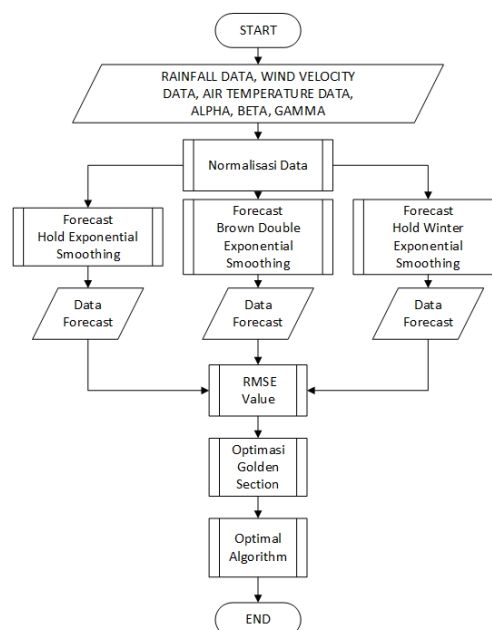 START
RAINFALL DATA, WIND VELOCITY
DATA, AIR TEMPERATURE DATA,
ALPHA, BETA, GAMMA
Normalisasi Data
Forecast
Hold Exponential
Smoothing
Forecast
Brown Double
Exponential
Smoothing
Forecast
Hold Winter
Exponential
Smoothing
Data
Forecast
Data
Forecast
Data
Forecast
RMSE
Value
Optimasi
Golden
Section
Optimal
Algorithm
END